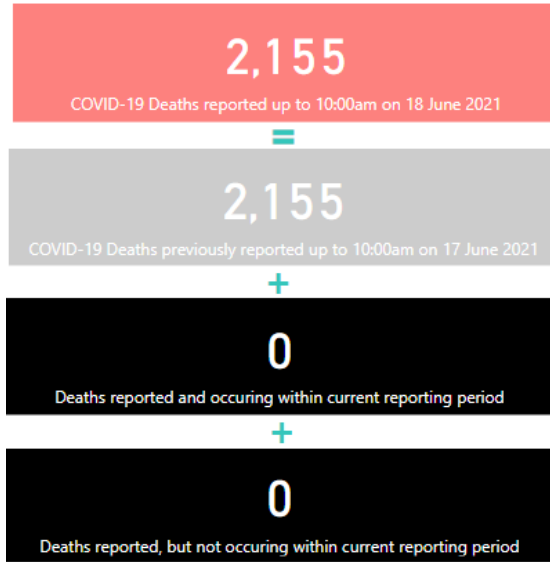 2,155
COVID-19 Deaths reported up to 10:00am on 18 June 2021
=
2,155
COVID-19 Deaths previously reported up to 10:00am on 17 June 2021
+
0
Deaths reported and occuring within current reporting period
+
0
Deaths reported, but not occuring within current reporting period